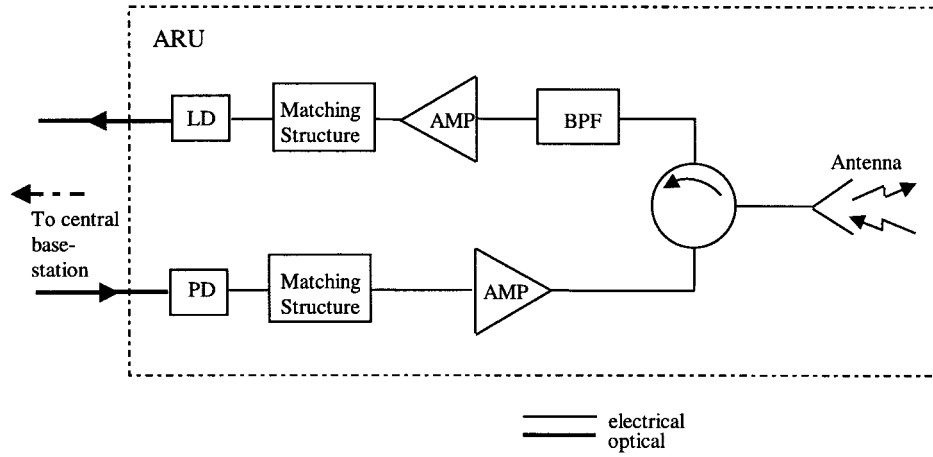 ARU
LD
Matching
Structure
AMP
BPF
Antenna
To central
base-
station
PD
Matching
Structure
AMP
electrical
optical